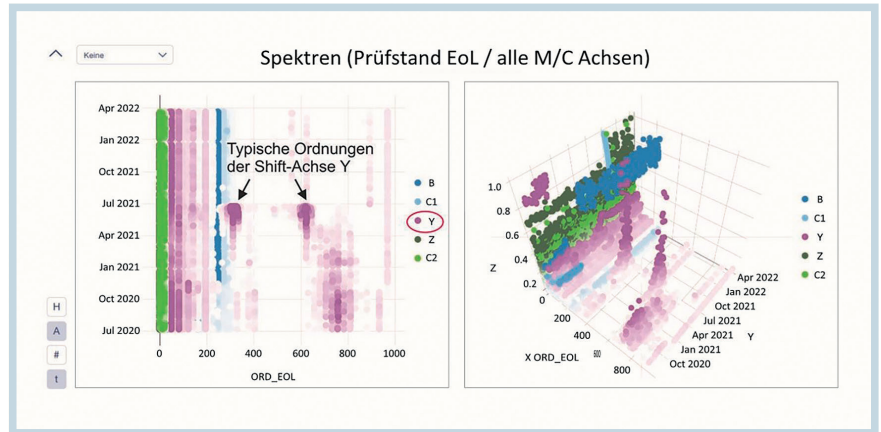 Keine
Spektren (Prüfstand EoL / alle M/C Achsen)
Apr 2022
Jan 2022
Oct 2021
Jul 2021
Apr 2021
Jan 2021
Oct 2020
Jul 2020
Typische Ordnungen
der Shift-Achse Y
B
C1
Y
Z
C2
0
200
400
600
800
1000
ORD_EOL
H
A
#
t
1.0
0.8
0.6
0.4
0.2
Z
0
200
400
600
800
X ORD_EOL
Apr 2022
Jan 2022
Oct 2021
Jul 2021
Apr 2021
Jan 2021
Oct 2020
Y
B
C1
Y
Z
C2